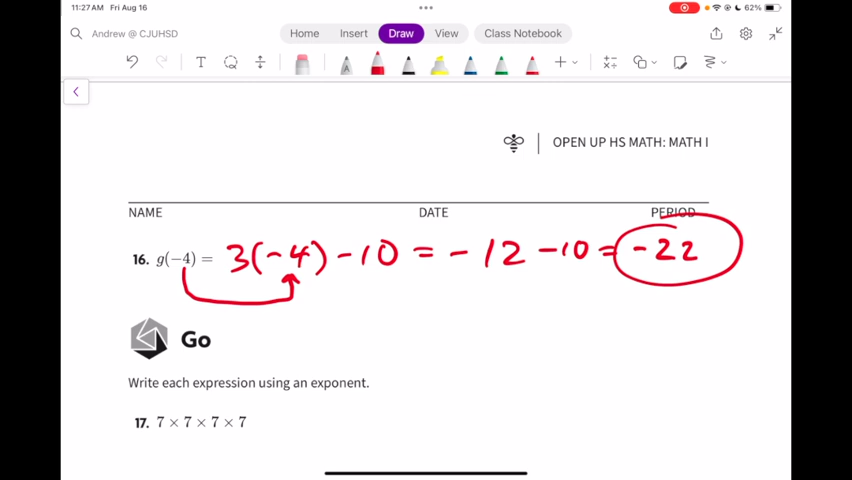 11:27AM Fri Aug 16
62%
Andrew @ CJUHSD
Home Insert Draw View Class Notebook
OPEN UP HS MATH: MATH I
NAME DATE PERIOD
16. g(−4) = 3(-4) -10 = -12 -10 = -22
Go
Write each expression using an exponent.
17. 7 × 7 × 7 × 7